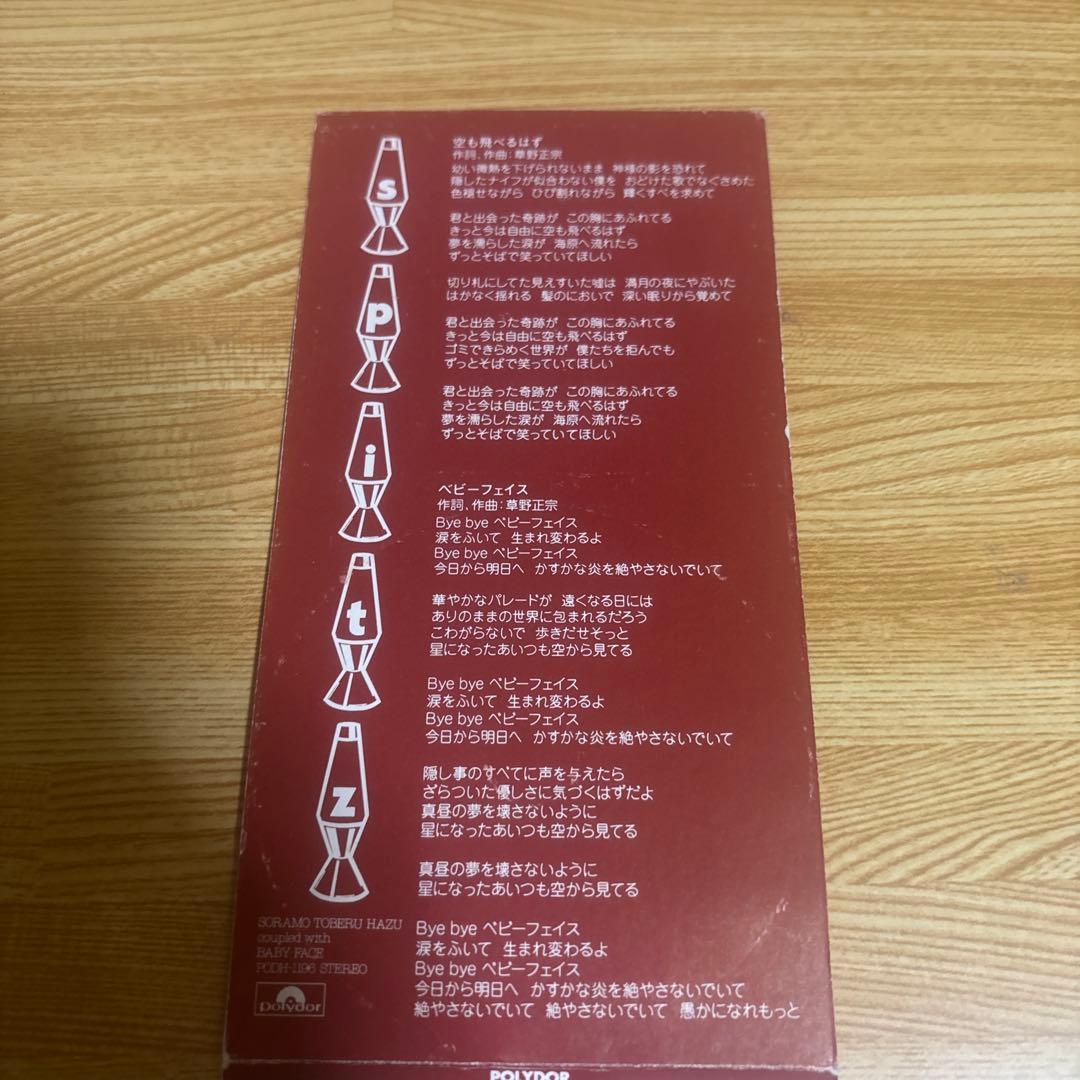 s
p
i
t
z
空も飛べるはず
作詞、作曲：草野正宗
幼い微熱を下げられないまま　神様の影を恐れて
隠したナイフが似合わない僕を　おどけた歌でなぐさめた
色褪せながら　ひび割れながら　輝くすべを求めて
君と出会った奇跡が　この胸にあふれてる
きっと今は自由に空も飛べるはず
夢を濡らした涙が　海原へ流れたら
ずっとそばで笑っていてほしい
切り札にしてた見えすいた嘘は　満月の夜にやぶいた
はかなく揺れる　髪のにおいで　深い眠りから覚めて
君と出会った奇跡が　この胸にあふれてる
きっと今は自由に空も飛べるはず
ゴミできらめく世界が　僕たちを拒んでも
ずっとそばで笑っていてほしい
君と出会った奇跡が　この胸にあふれてる
きっと今は自由に空も飛べるはず
夢を濡らした涙が　海原へ流れたら
ずっとそばで笑っていてほしい
ベビーフェイス
作詞、作曲：草野正宗
Bye bye ベビーフェイス
涙をふいて　生まれ変わるよ
Bye bye ベビーフェイス
今日から明日へ　かすかな炎を絶やさないでいて
華やかなパレードが　遠くなる日には
ありのままの世界に包まれるだろう
こわがらないで　歩きだせそっと
星になったあいつも空から見てる
Bye bye ベビーフェイス
涙をふいて　生まれ変わるよ
Bye bye ベビーフェイス
今日から明日へ　かすかな炎を絶やさないでいて
隠し事のすべてに声を与えたら
ざらついた優しさに気づくはずだよ
真昼の夢を壊さないように
星になったあいつも空から見てる
真昼の夢を壊さないように
星になったあいつも空から見てる
Bye bye ベビーフェイス
涙をふいて　生まれ変わるよ
Bye bye ベビーフェイス
今日から明日へ　かすかな炎を絶やさないでいて
絶やさないでいて　絶やさないでいて　愚かになれもっと
SORAMO TOBERU HAZU
coupled with
BABY FACE
PODH-1196 STEREO
polydor
POLYDOR